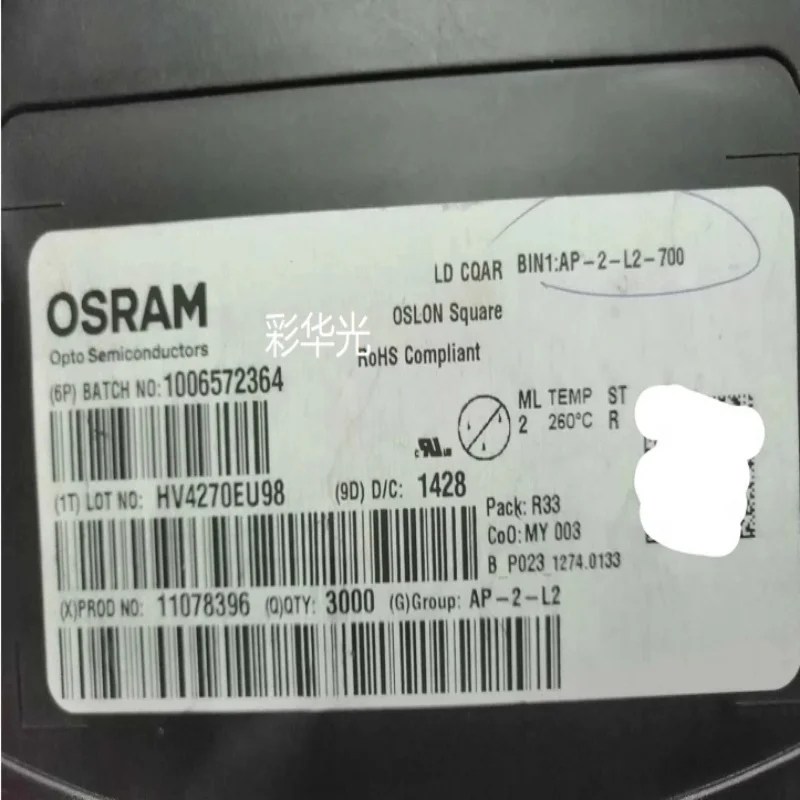 LD CQAR BIN1:AP-2-L2-700
OSRAM
OSLON Square
彩华光
Opto Semiconductors
RoHS Compliant
(6P) BATCH NO: 1006572364
ML TEMP ST
2 260°C R
(1T) LOT NO: HV4270EU98 (9D) D/C: 1428
Pack: R33
CoO: MY 003
B_P023_1274.0133
(X)PROD NO: 11078396 (Q)QTY: 3000 (G)Group: AP-2-L2